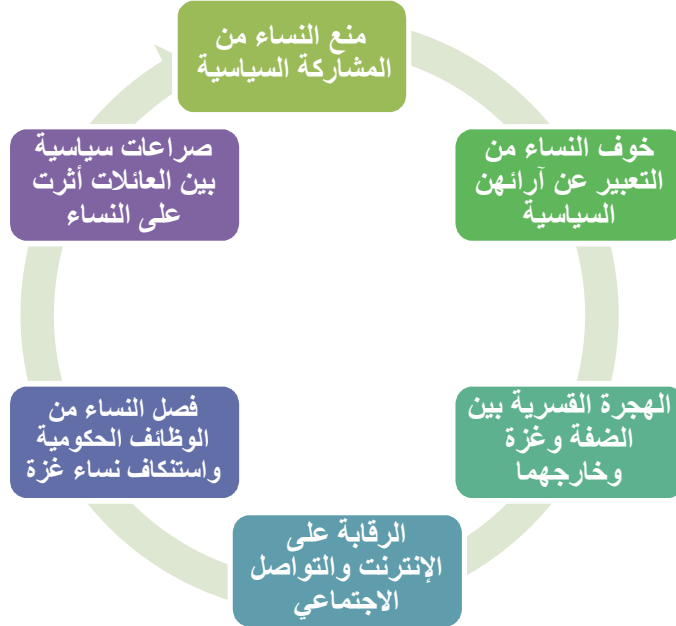 منع النساء من
المشاركة السياسية
خوف النساء من
التعبير عن آرائهن
السياسية
الهجرة القسرية بين
الضفة وغزة
وخارجهما
الرقابة على
الإنترنت والتواصل
الاجتماعي
فصل النساء من
الوظائف الحكومية
واستنكاف نساء غزة
صراعات سياسية
بين العائلات أثرت
على النساء